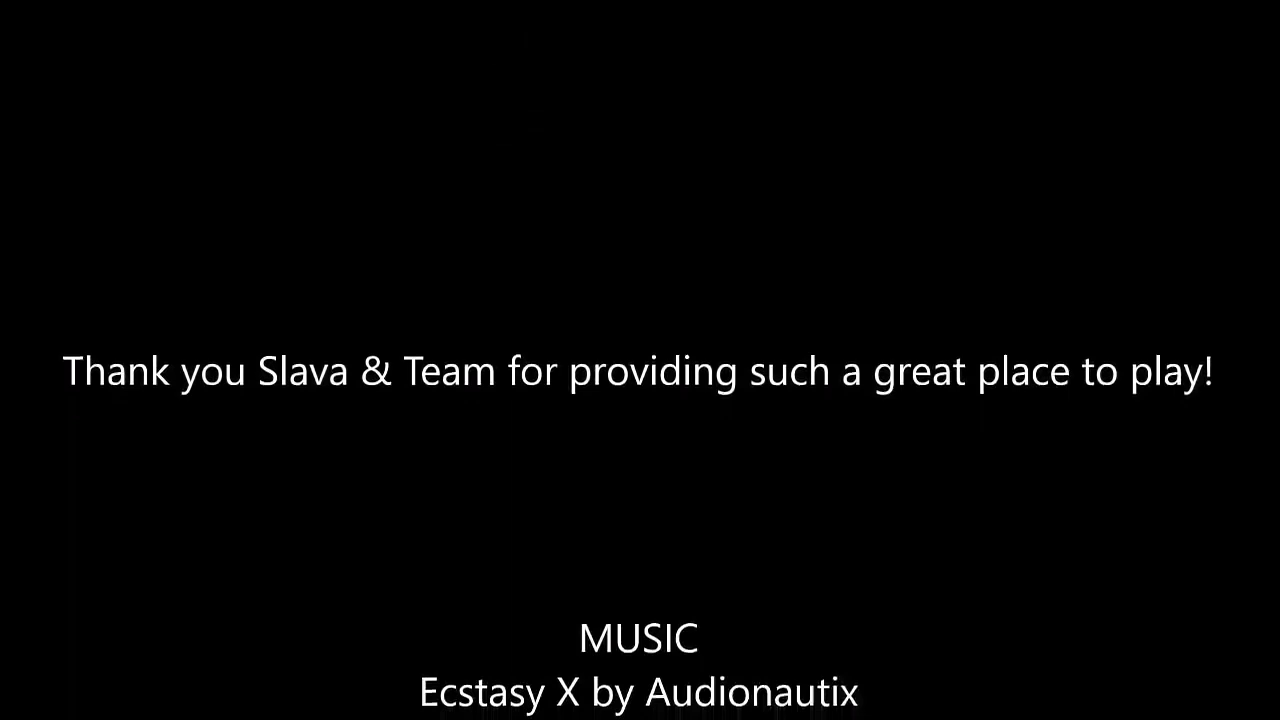 Thank you Slava & Team for providing such a great place to play!
MUSIC
Ecstasy X by Audionautix